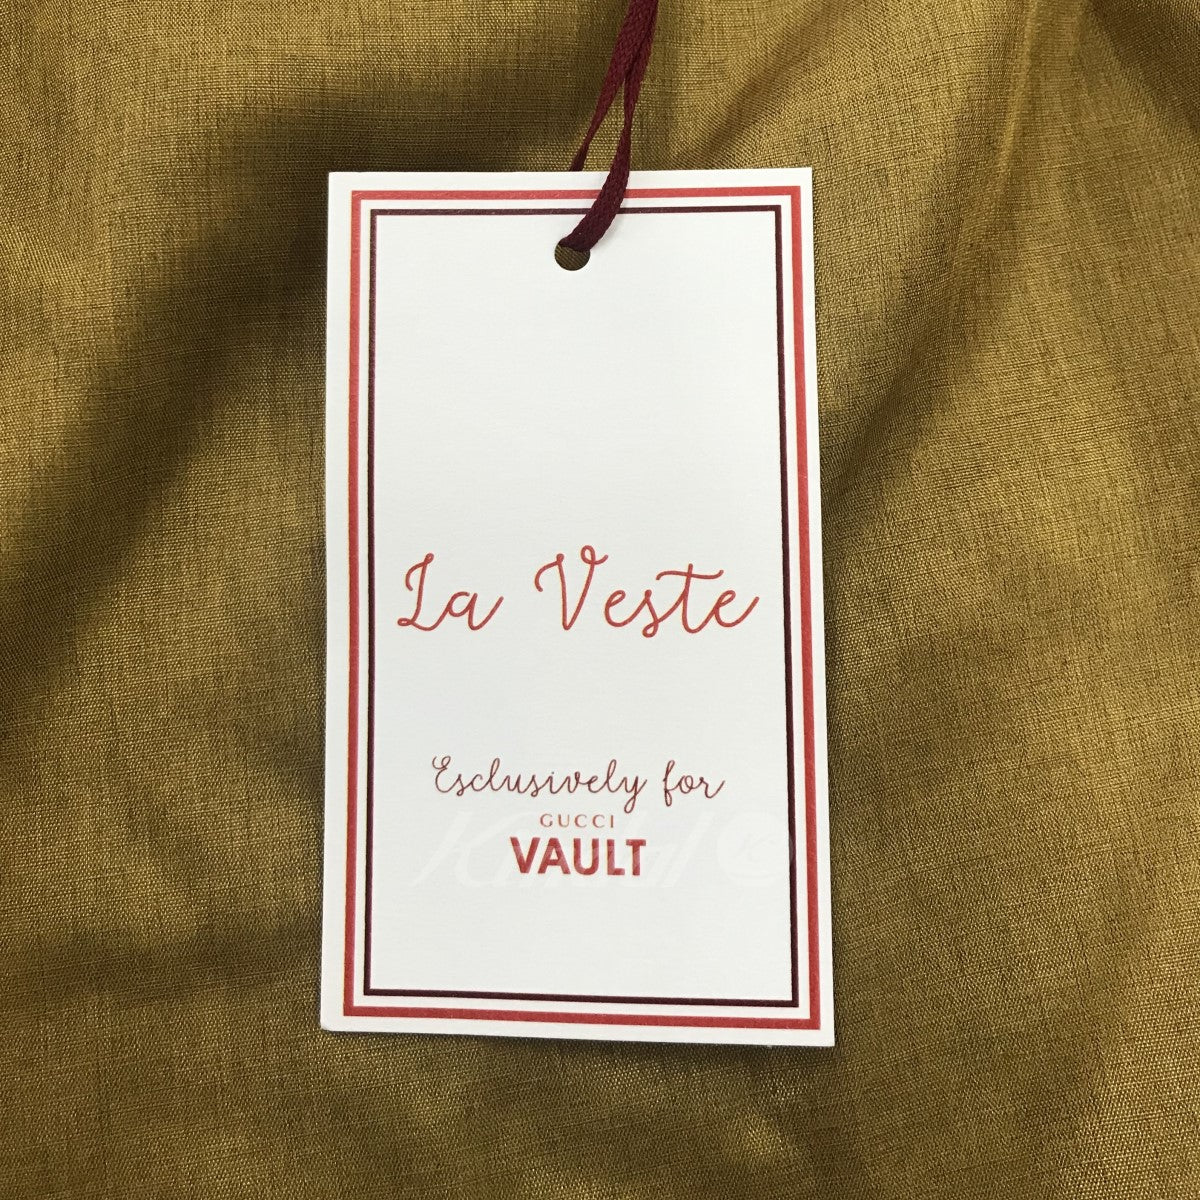 La Veste
Esclusively for
GUCCI
VAULT